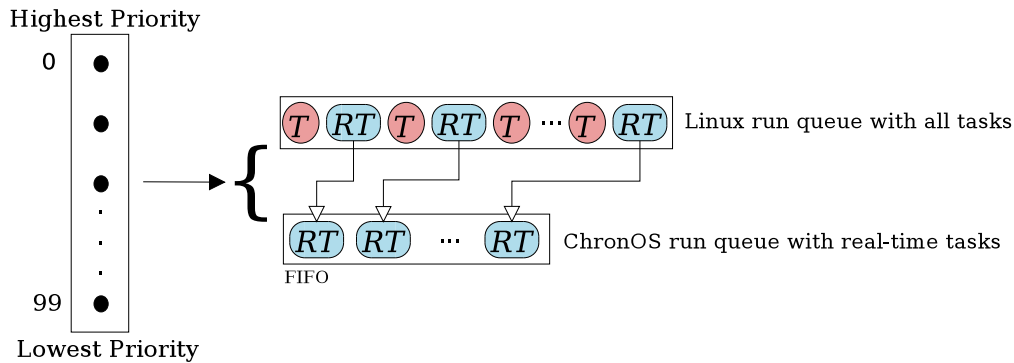 Highest Priority
0
T RT T RT T ... T RT
Linux run queue with all tasks
{
RT RT ... RT
ChronOS run queue with real-time tasks
FIFO
99
Lowest Priority